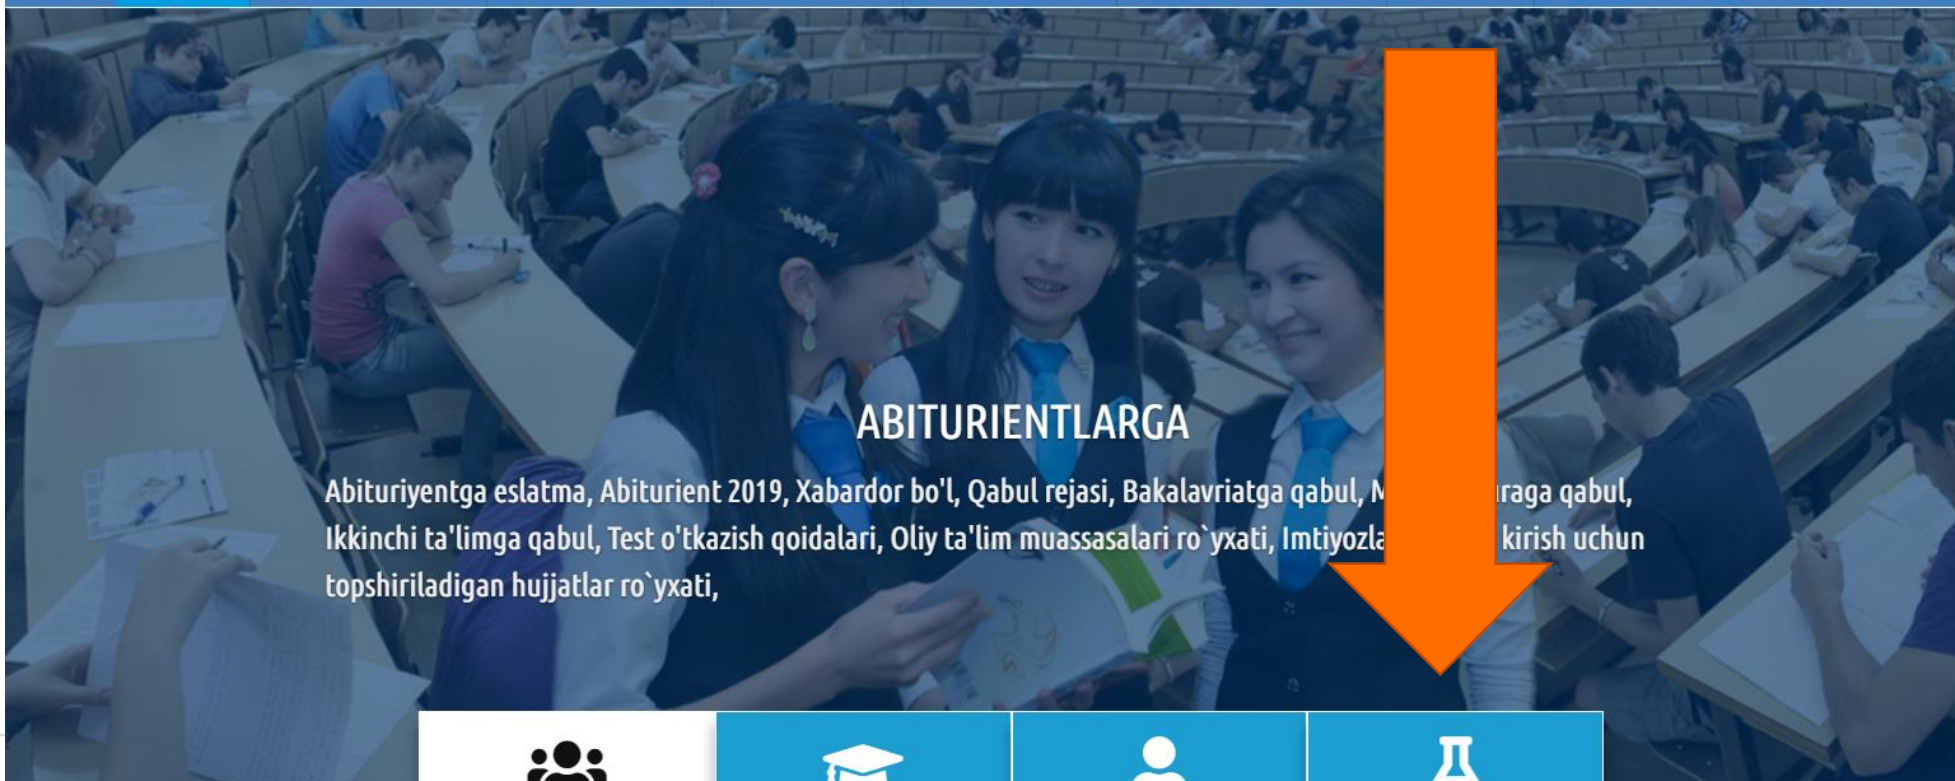 ABITURIENTLARGA
Abituriyentga eslatma, Abiturient 2019, Xabardor bo'l, Qabul rejasi, Bakalavriatga qabul,
Ikkinchi ta'limga qabul, Test o'tkazish qoidalari, Oliy ta'lim muassasalari ro`yxati, kirish uchun
topshiriladigan hujjatlar ro`yxati,